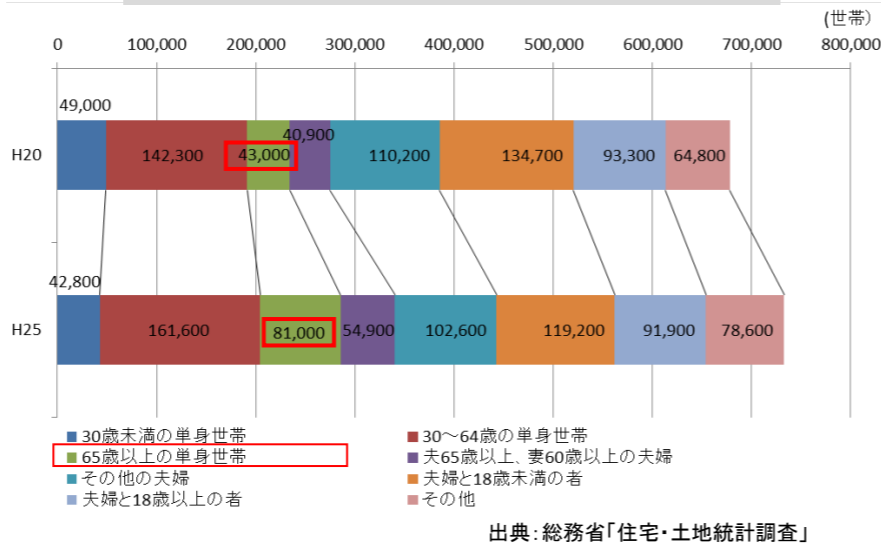 (世帯)
0 100,000 200,000 300,000 400,000 500,000 600,000 700,000 800,000
49,000
40,900
H20 142,300 43,000 110,200 134,700 93,300 64,800
42,800
H25 161,600 81,000 54,900 102,600 119,200 91,900 78,600
30歳未満の単身世帯 30～64歳の単身世帯
65歳以上の単身世帯 夫65歳以上、妻60歳以上の夫婦
その他の夫婦 夫婦と18歳未満の者
夫婦と18歳以上の者 その他
出典：総務省「住宅・土地統計調査」